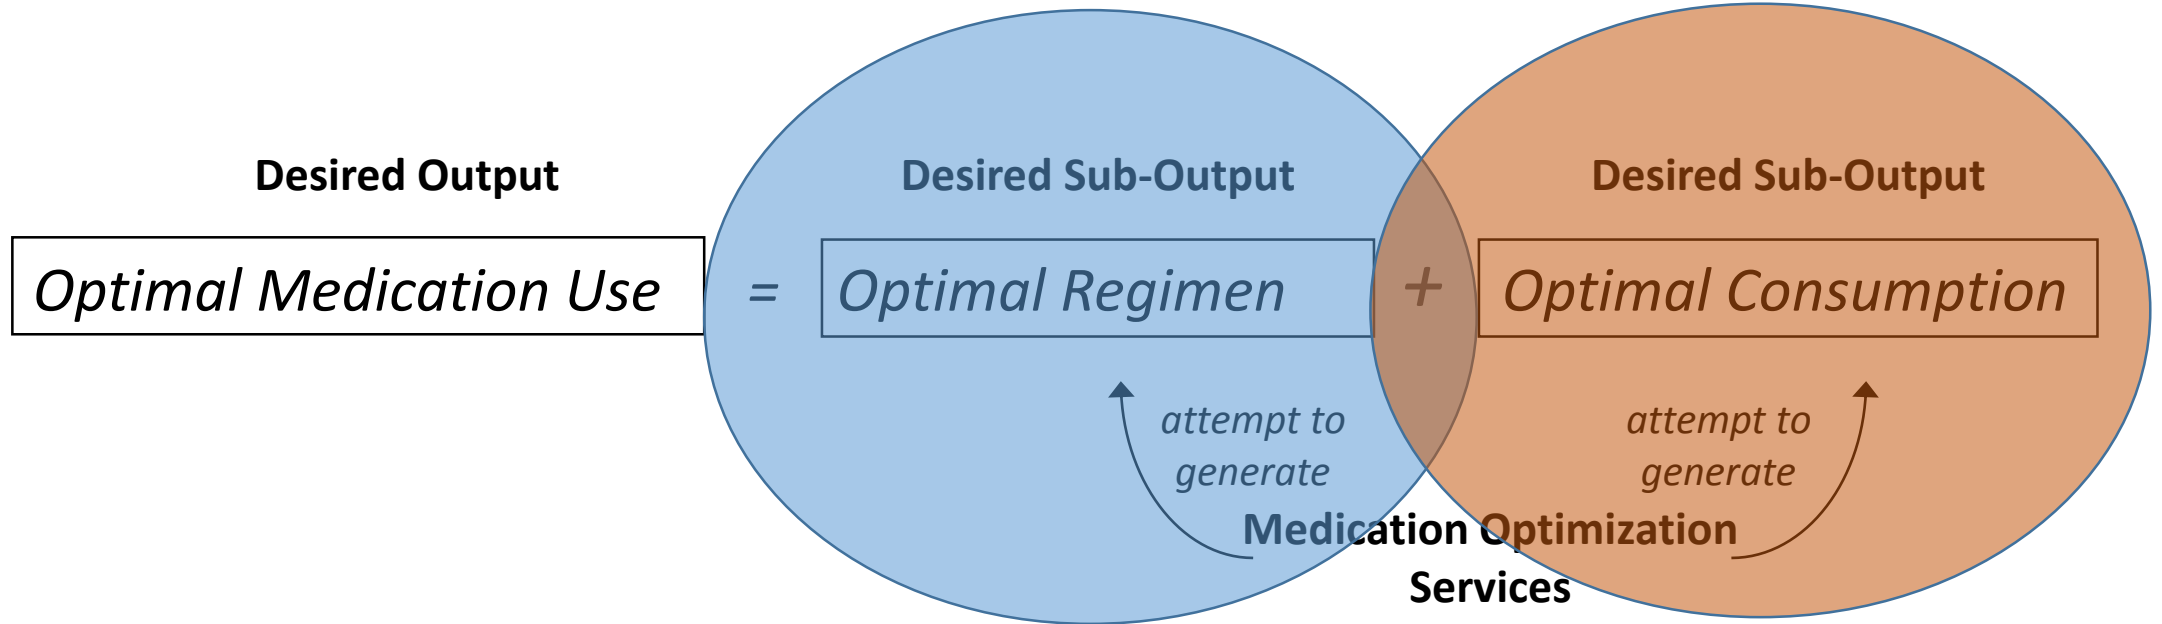 Desired Output Desired Sub-Output Desired Sub-Output
Optimal Medication Use = Optimal Regimen + Optimal Consumption
attempt to attempt to
generate generate
Medication Optimization
Services